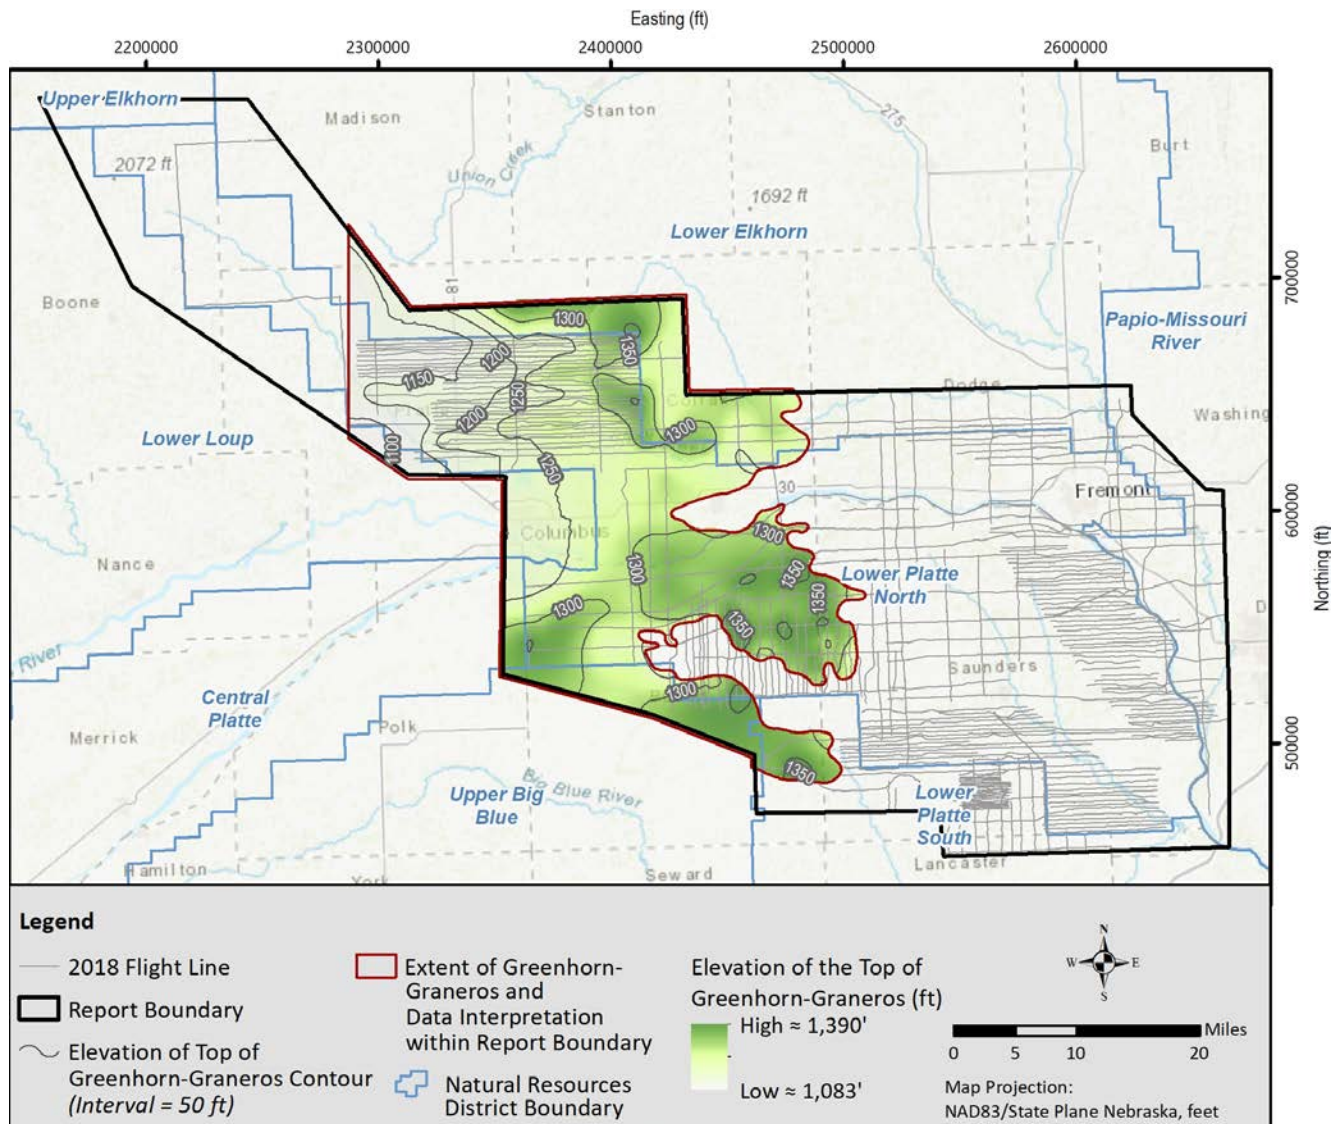 Easting (ft)
2200000
2300000
2400000
2500000
2600000
Upper Elkhorn
Madison
Stanton
275
Burt
2072 ft
Union Creek
1692 ft
Lower Elkhorn
81
700000
Boone
1300
1350
Papio-Missouri
River
1200
1150
1250
Dodge
Washing
1200
1300
Lower Loup
1100
1250
30
Fremont
600000
Columbus
1300
Nance
1300
1350
Lower Platte
North
1300
1350
1350
Northing (ft)
River
Saunders
Central
Platte
1300
Merrick
Polk
500000
1350
Big Blue River
Upper Big
Blue
Lower
Platte
South
Hamilton
York
Seward
Lancaster
Legend
2018 Flight Line
Report Boundary
Elevation of Top of
Greenhorn-Graneros Contour
(Interval = 50 ft)
Extent of Greenhorn-
Graneros and
Data Interpretation
within Report Boundary
Natural Resources
District Boundary
Elevation of the Top of
Greenhorn-Graneros (ft)
High ≈ 1,390'
Low ≈ 1,083'
N
W
E
S
Miles
0
5
10
20
Map Projection:
NAD83/State Plane Nebraska, feet